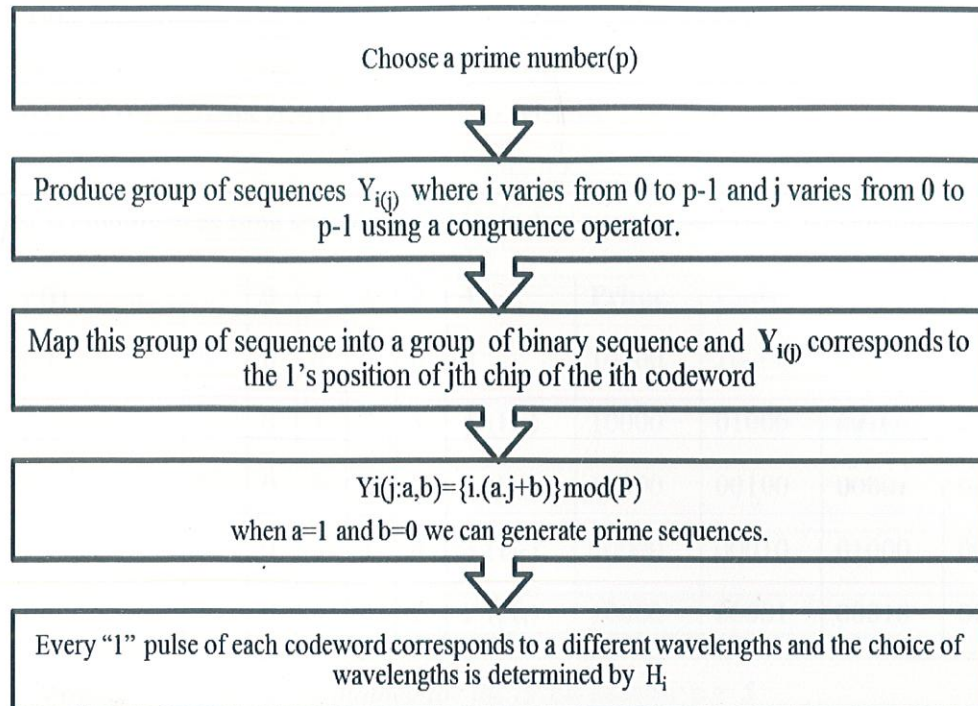 Choose a prime number(p)
Produce group of sequences Yi(j) where i varies from 0 to p-1 and j varies from 0 to
p-1 using a congruence operator.
Map this group of sequence into a group of binary sequence and Yi(j) corresponds to
the 1's position of jth chip of the ith codeword
Yi(j:a,b)={i.(a.j+b)}mod(P)
when a=1 and b=0 we can generate prime sequences.
Every “1” pulse of each codeword corresponds to a different wavelengths and the choice of
wavelengths is determined by Hi